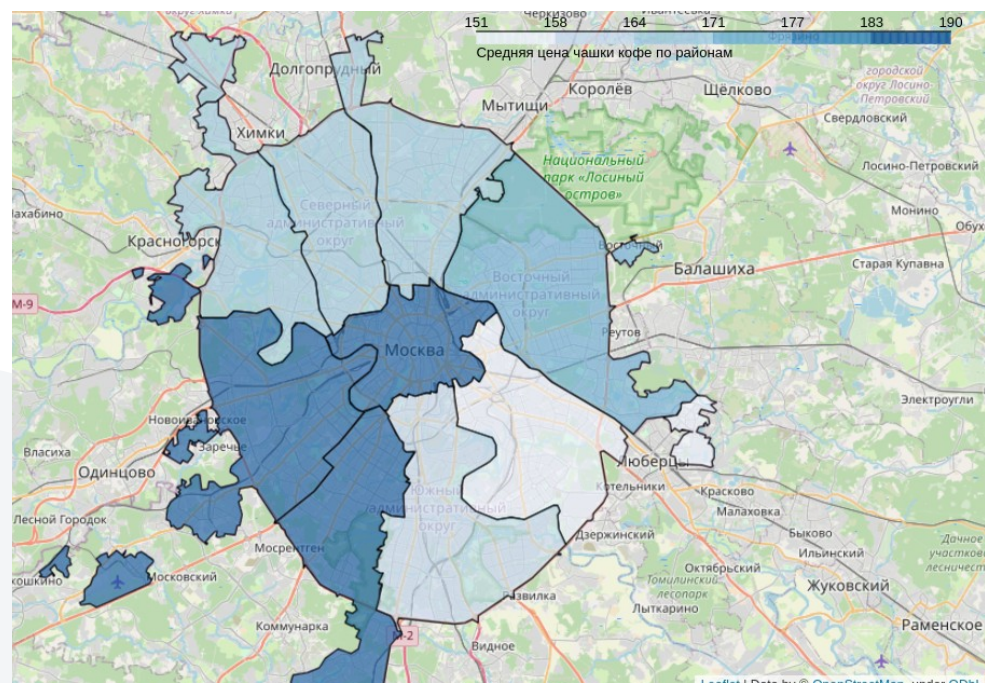 151 158 164 171 177 183 190
Средняя цена чашки кофе по районам
Фрязино
Долгопрудный
Мытищи
Королёв
Щёлково
городской
округ Лосино-
Петровский
Свердловский
Химки
Национальный
парк «Лосиный
остров»
Лосино-Петровский
Северный
административный
округ
Монино
Красногорск
Восточный
Балашиха
Старая Купавна
Восточный
административный
округ
М-9
Реутов
Москва
Электроугли
Заречье
Власиха
Одинцово
Люберцы
Котельники
Красково
Малаховка
Южный
административный
округ
Лесной Городок
Дзержинский
Быково
Мосрентген
Ильинский
Московский
Октябрьский
Томилинский
лесопарк
Жуковский
Лыткарино
Коммунарка
М-2
Видное
Раменское